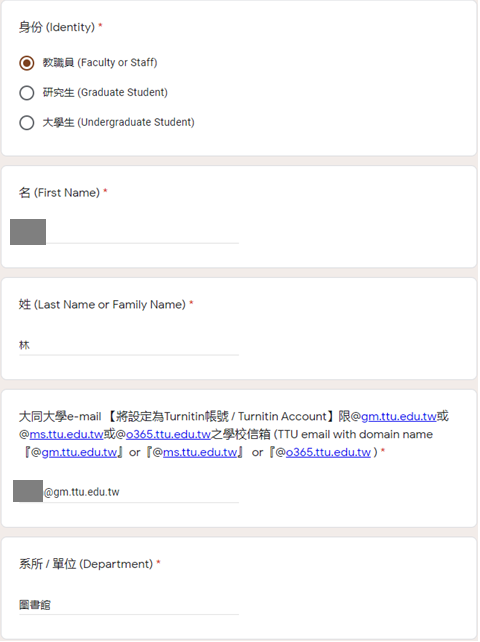 身份 (Identity) *
教職員 (Faculty or Staff)
研究生 (Graduate Student)
大學生 (Undergraduate Student)
名 (First Name) *
姓 (Last Name or Family Name) *
林
大同大學e-mail 【將設定為Turnitin帳號 / Turnitin Account】限@gm.ttu.edu.tw或
@ms.ttu.edu.tw或@o365.ttu.edu.tw之學校信箱 (TTU email with domain name
『@gm.ttu.edu.tw』or『@ms.ttu.edu.tw』 or『@o365.ttu.edu.tw ) *
@gm.ttu.edu.tw
系所 / 單位 (Department) *
圖書館